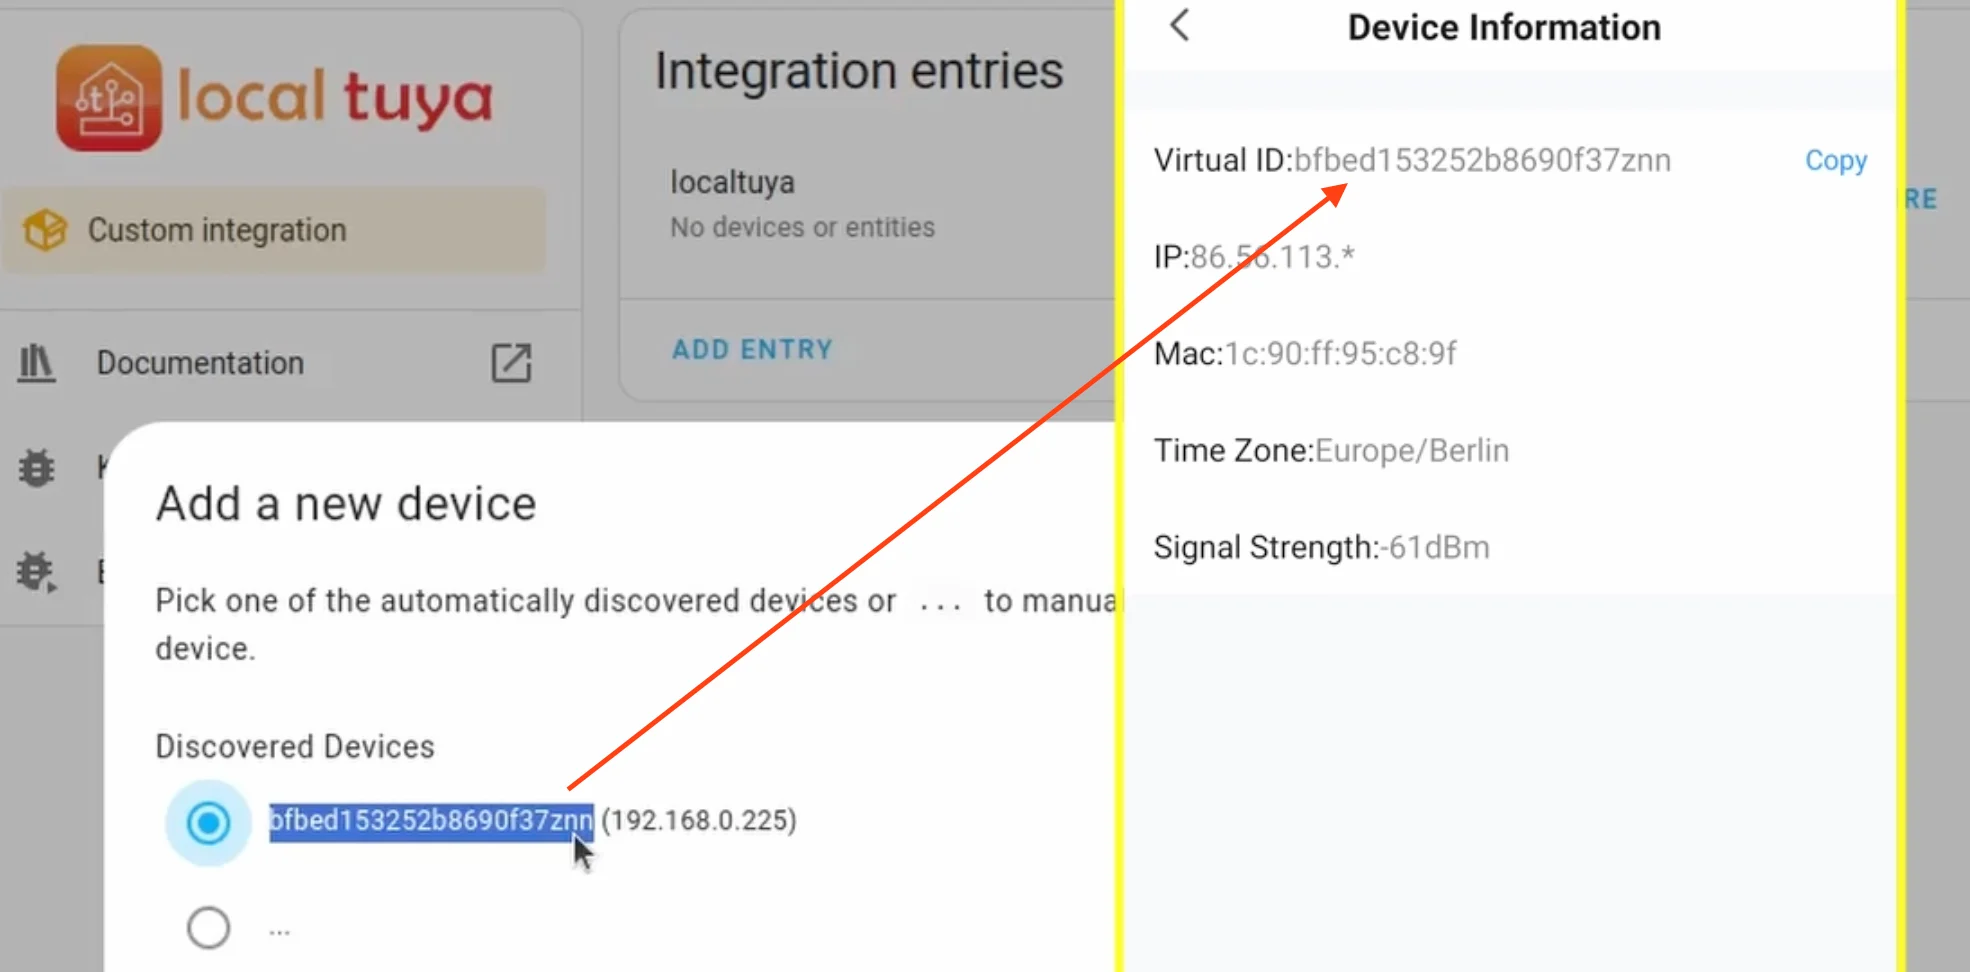 local tuya
Custom integration
Documentation
Integration entries
localtuya
No devices or entities
ADD ENTRY
Add a new device
Pick one of the automatically discovered devices or ... to manual
device.
Discovered Devices
bfbed153252b8690f37znn (192.168.0.225)
...
Device Information
Virtual ID:bfbed153252b8690f37znn Copy
IP:86.56.113.*
Mac:1c:90:ff:95:c8:9f
Time Zone:Europe/Berlin
Signal Strength:-61dBm